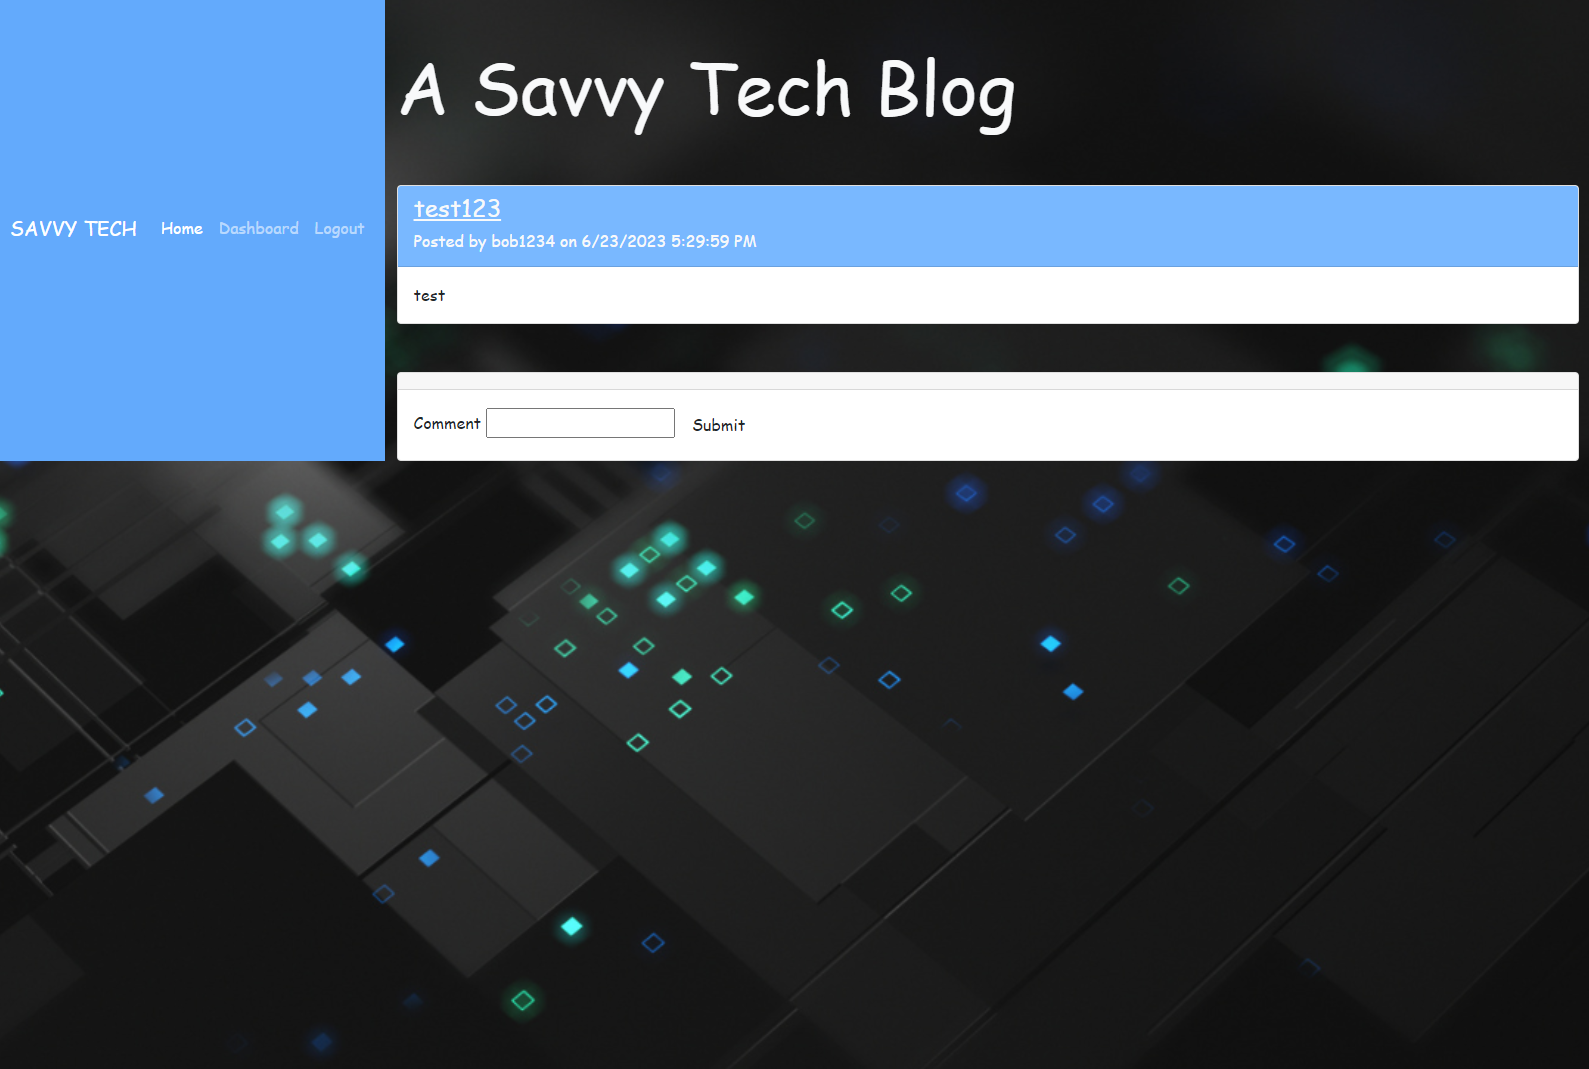 SAVVY TECH Home Dashboard Logout
A Savvy Tech Blog
test123
Posted by bob1234 on 6/23/2023 5:29:59 PM
test
Comment Submit